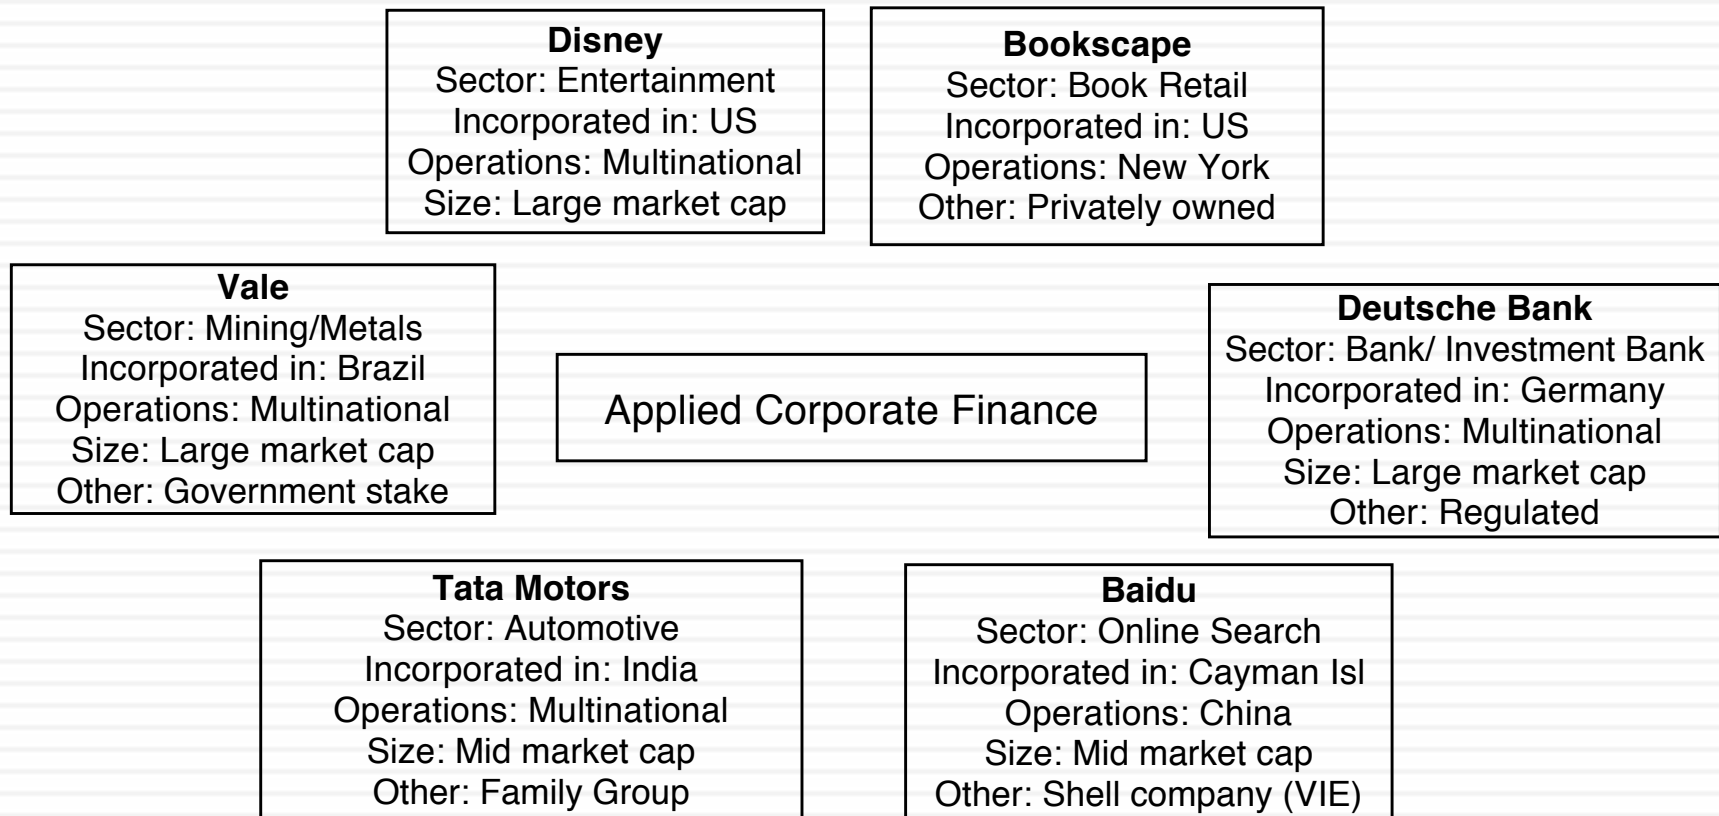 Disney
Sector: Entertainment
Incorporated in: US
Operations: Multinational
Size: Large market cap
Bookscape
Sector: Book Retail
Incorporated in: US
Operations: New York
Other: Privately owned
Vale
Sector: Mining/Metals
Incorporated in: Brazil
Operations: Multinational
Size: Large market cap
Other: Government stake
Applied Corporate Finance
Deutsche Bank
Sector: Bank/ Investment Bank
Incorporated in: Germany
Operations: Multinational
Size: Large market cap
Other: Regulated
Tata Motors
Sector: Automotive
Incorporated in: India
Operations: Multinational
Size: Mid market cap
Other: Family Group
Baidu
Sector: Online Search
Incorporated in: Cayman Isl
Operations: China
Size: Mid market cap
Other: Shell company (VIE)